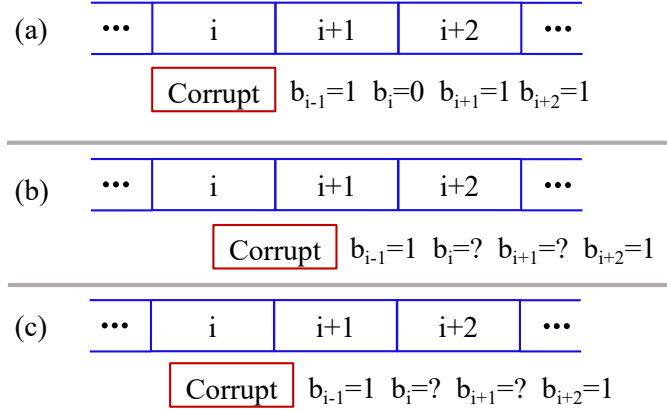 (a) ••• i i+1 i+2 •••
Corrupt b_{i-1}=1 b_i=0 b_{i+1}=1 b_{i+2}=1
(b) ••• i i+1 i+2 •••
Corrupt b_{i-1}=1 b_i=? b_{i+1}=? b_{i+2}=1
(c) ••• i i+1 i+2 •••
Corrupt b_{i-1}=1 b_i=? b_{i+1}=? b_{i+2}=1